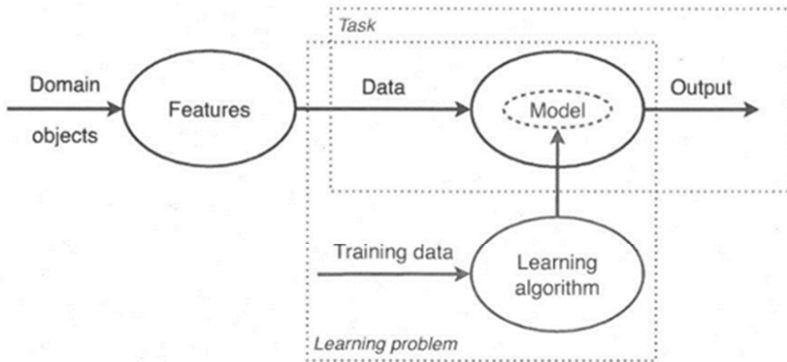 Task
Domain
objects
Features
Data
Model
Output
Training data
Learning
algorithm
Learning problem